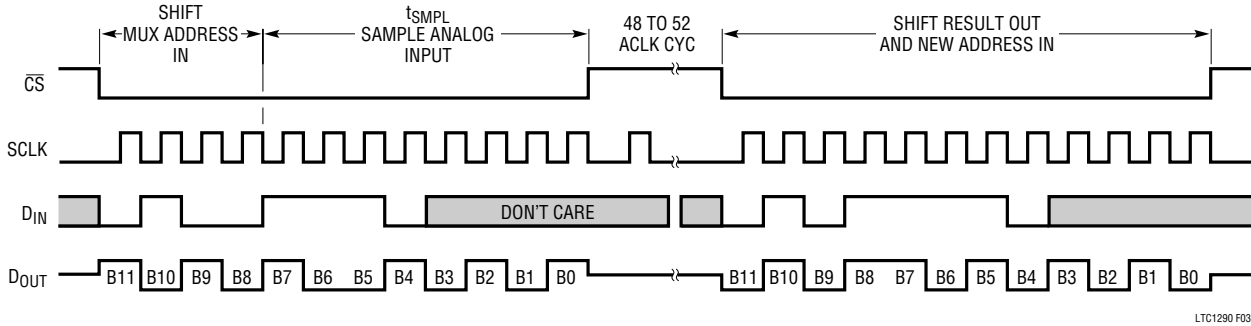 SHIFT
MUX ADDRESS
IN
tSMPL
SAMPLE ANALOG
INPUT
48 TO 52
ACLK CYC
SHIFT RESULT OUT
AND NEW ADDRESS IN
CS
SCLK
DIN
DON'T CARE
DOUT
B11 B10 B9 B8 B7 B6 B5 B4 B3 B2 B1 B0 B11 B10 B9 B8 B7 B6 B5 B4 B3 B2 B1 B0
LTC1290 F03